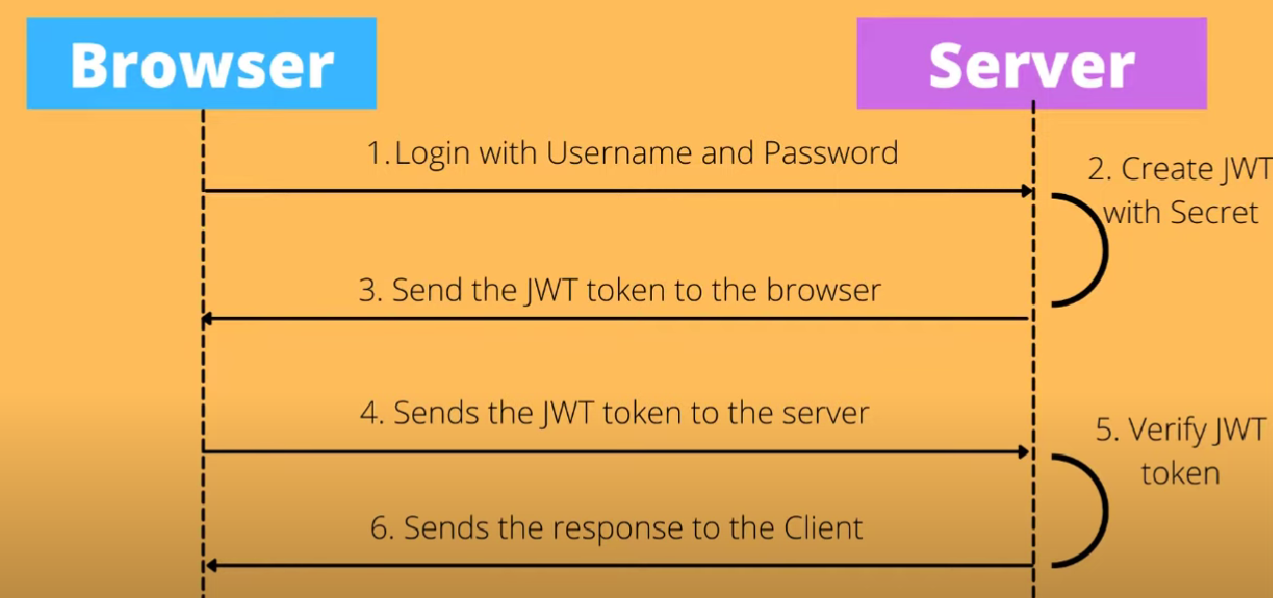 Browser
Server
1.Login with Username and Password
2. Create JWT
with Secret
3. Send the JWT token to the browser
4. Sends the JWT token to the server
5. Verify JWT
token
6. Sends the response to the Client